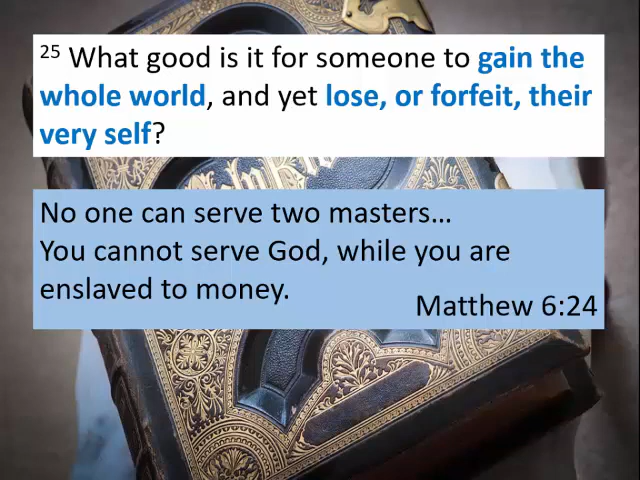 25 What good is it for someone to gain the
whole world, and yet lose, or forfeit, their
very self?
No one can serve two masters…
You cannot serve God, while you are
enslaved to money.
Matthew 6:24